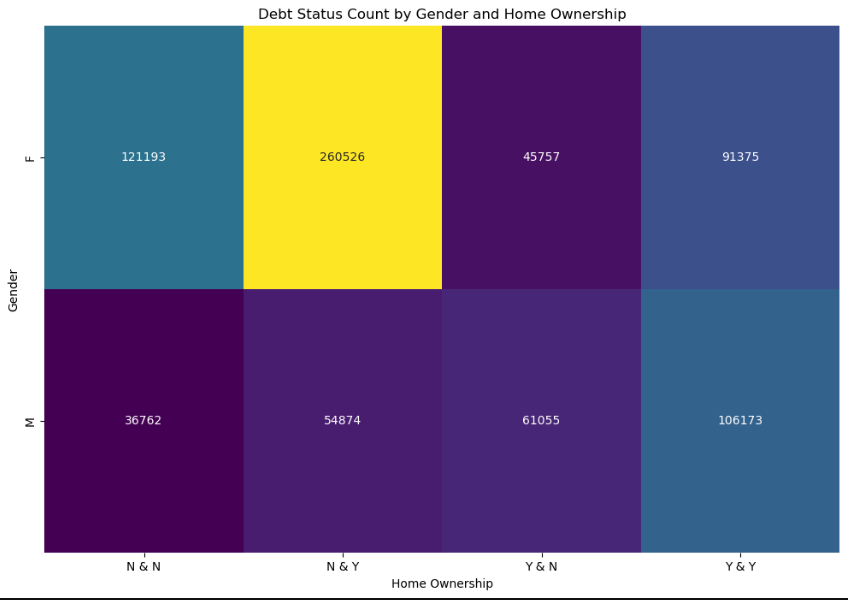 Debt Status Count by Gender and Home Ownership
F
121193
260526
45757
91375
Gender
M
36762
54874
61055
106173
N & N
N & Y
Y & N
Y & Y
Home Ownership